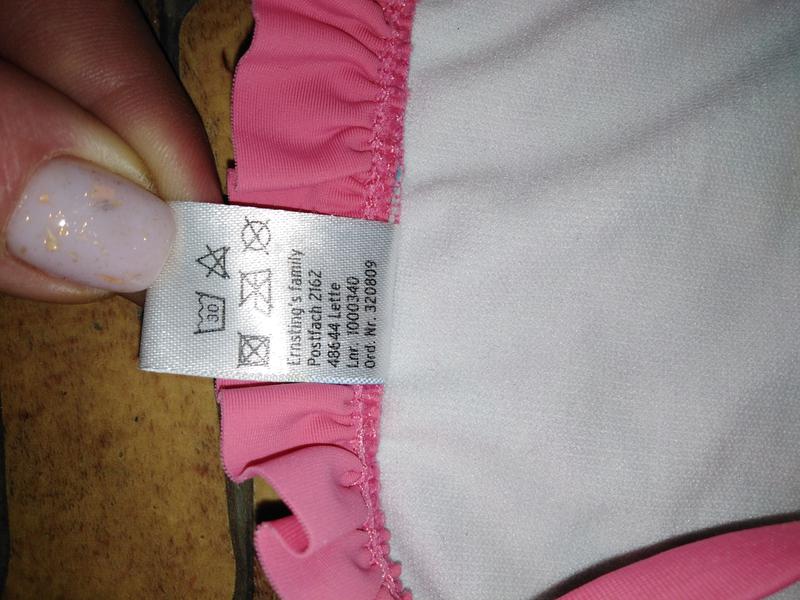 30
Ernsting's family
Postfach 2162
48644 Lette
Lnr. 1000340
Ord. Nr. 320809